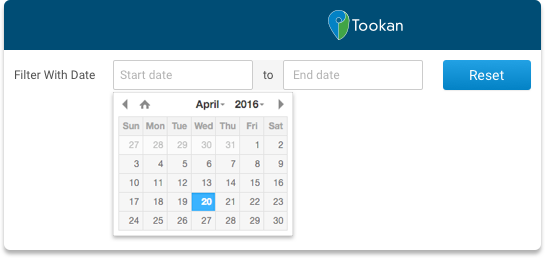 Tookan
Filter With Date Start date to End date Reset
April 2016
Sun Mon Tue Wed Thu Fri Sat
27 28 29 30 31 1 2
3 4 5 6 7 8 9
10 11 12 13 14 15 16
17 18 19 20 21 22 23
24 25 26 27 28 29 30